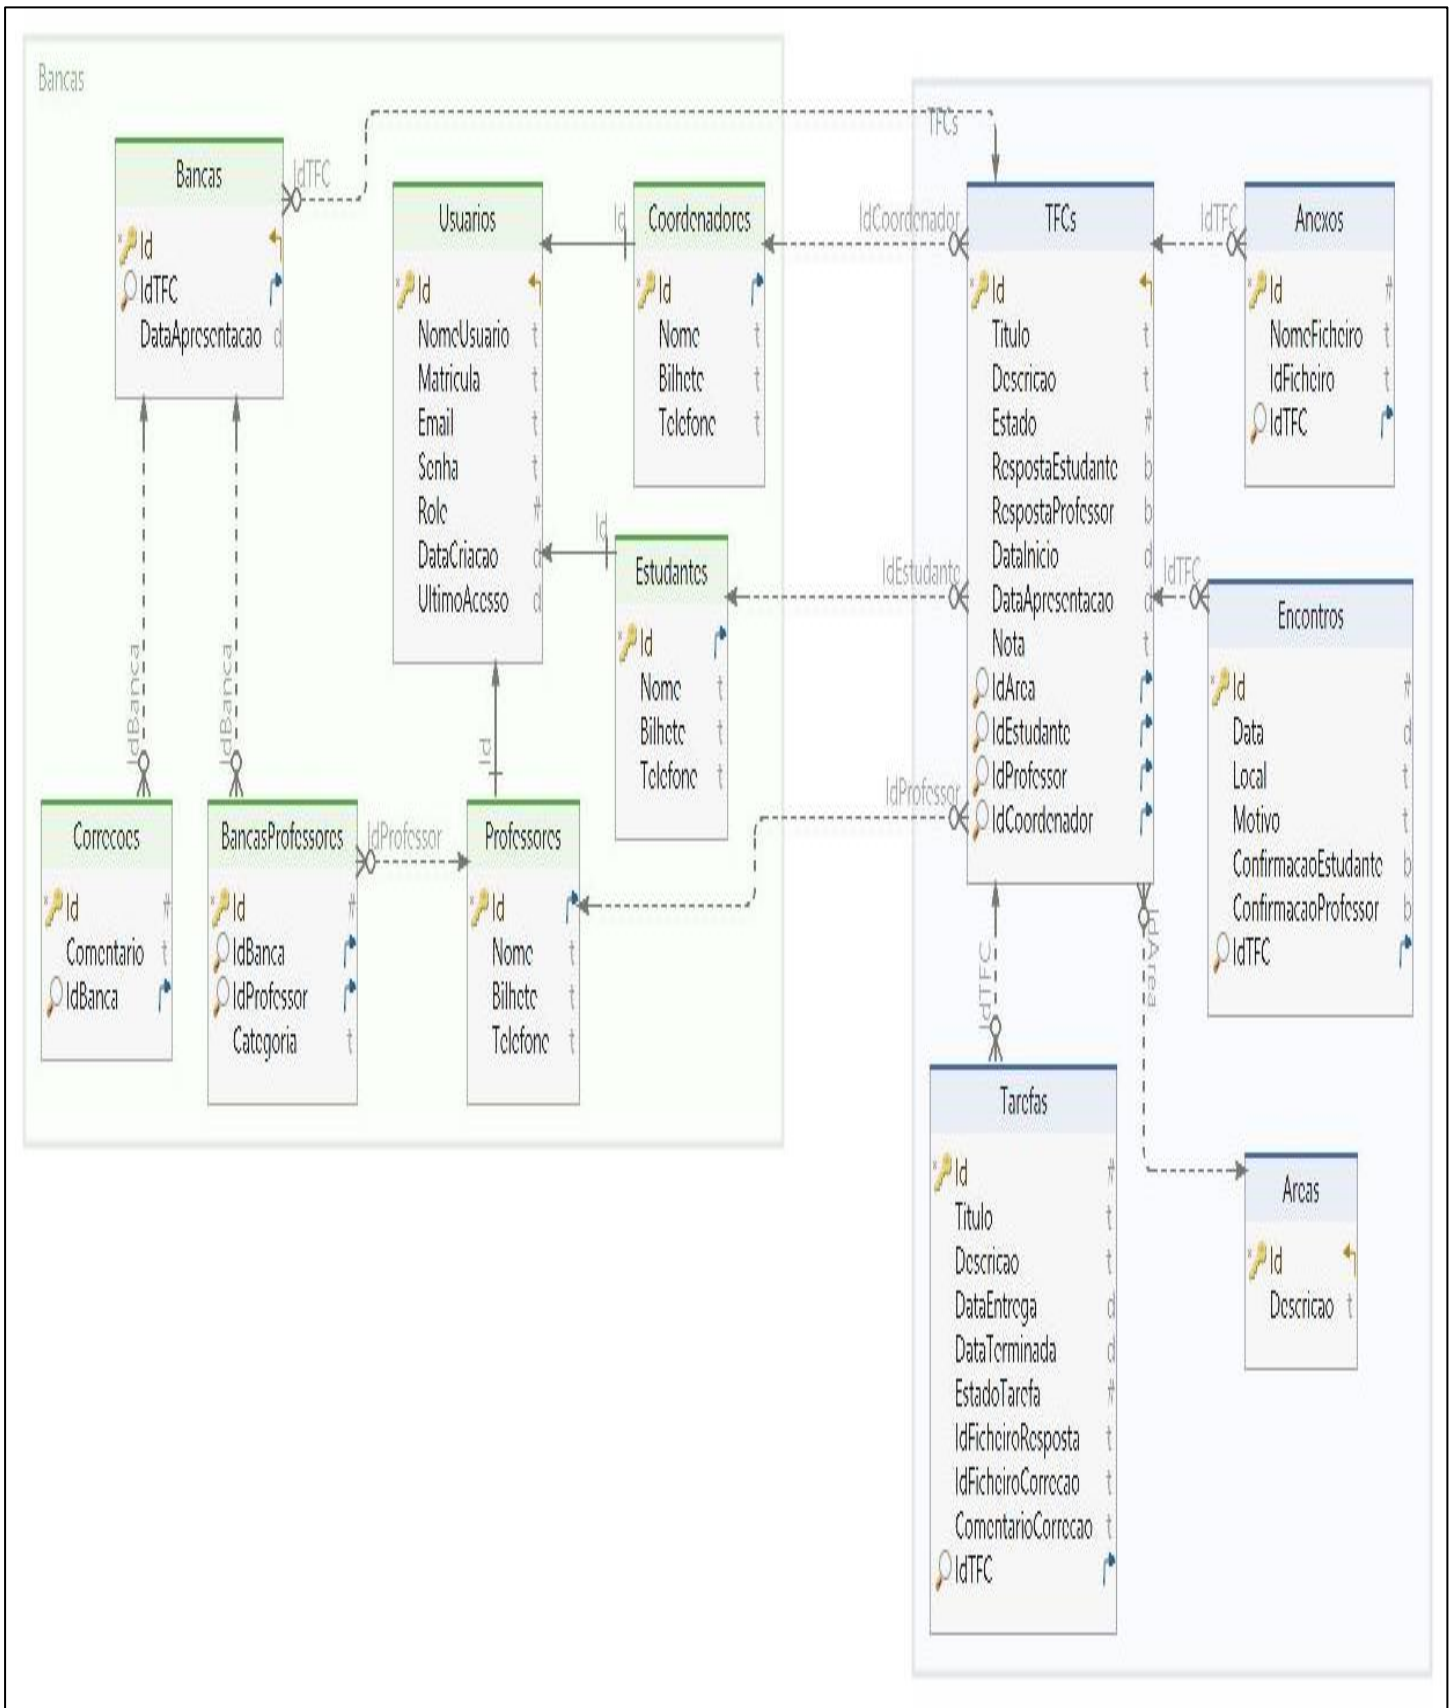 Bancas
Bancas
Id
IdTFC
DataApresentacao d
IdTFC
Usuarios
Id
NomeUsuario t
Matricula t
Email t
Senha t
Role #
DataCriacao d
UltimoAcesso d
Id
Coordenadores
Id
Nome t
Bilhete t
Telefone t
Id
Estudantes
Id
Nome t
Bilhete t
Telefone t
IdBanca
IdBanca
Id
Correcoes
Id #
Comentario t
IdBanca
BancasProfessores
Id #
IdBanca
IdProfessor
Categoria t
IdProfessor
Professores
Id
Nome t
Bilhete t
Telefone t
TFCs
IdCoordenador
IdEstudante
IdProfessor
TFCs
Id
Titulo t
Descricao t
Estado #
RespostaEstudante b
RespostaProfessor b
DataInicio d
DataApresentacao d
Nota t
IdArea
IdEstudante
IdProfessor
IdCoordenador
IdTFC
Anexos
Id #
NomeFicheiro t
IdFicheiro t
IdTFC
IdTFC
Encontros
Id #
Data d
Local t
Motivo t
ConfirmacaoEstudante b
ConfirmacaoProfessor b
IdTFC
IdTFC
IdArea
Tarefas
Id #
Titulo t
Descricao t
DataEntrega d
DataTerminada d
EstadoTarefa #
IdFicheiroResposta t
IdFicheiroCorrecao t
ComentarioCorrecao t
IdTFC
Areas
Id
Descricao t